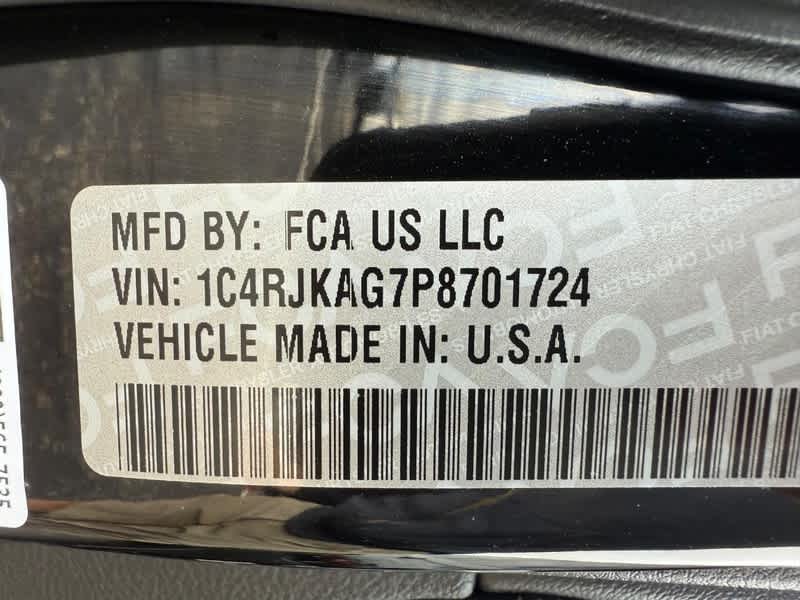 MFD BY: FCA US LLC
VIN: 1C4RJKAG7P8701724
VEHICLE MADE IN: U.S.A.